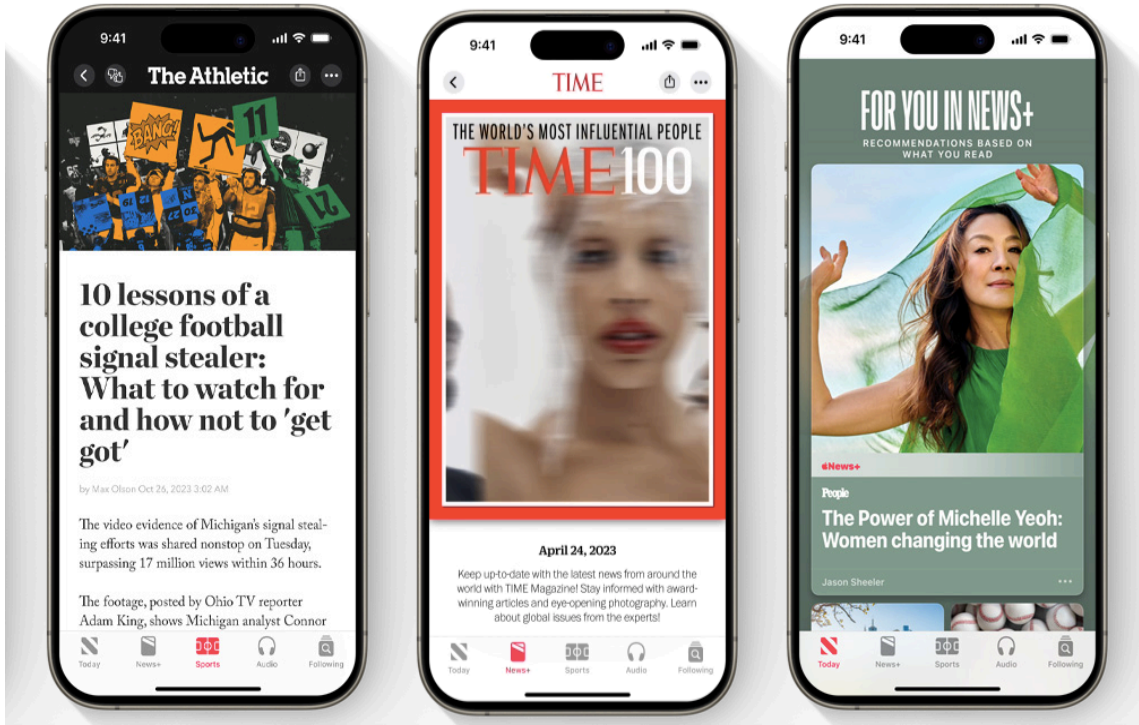 9:41
The Athletic
BANG!
11
21
10 lessons of a
college football
signal stealer:
What to watch for
and how not to 'get
got'
by Max Olson Oct 26, 2023 3:02 AM
The video evidence of Michigan's signal steal-
ing efforts was shared nonstop on Tuesday,
surpassing 17 million views within 36 hours.
The footage, posted by Ohio TV reporter
Adam King, shows Michigan analyst Connor
Today
News+
Sports
Audio
Following
9:41
TIME
THE WORLD'S MOST INFLUENTIAL PEOPLE
TIME100
April 24, 2023
Keep up-to-date with the latest news from around the
world with TIME Magazine! Stay informed with award-
winning articles and eye-opening photography. Learn
about global issues from the experts!
Today
News+
Sports
Audio
Following
9:41
FOR YOU IN NEWS+
RECOMMENDATIONS BASED ON
WHAT YOU READ
News+
People
The Power of Michelle Yeoh:
Women changing the world
Jason Sheeler
Today
News+
Sports
Audio
Following